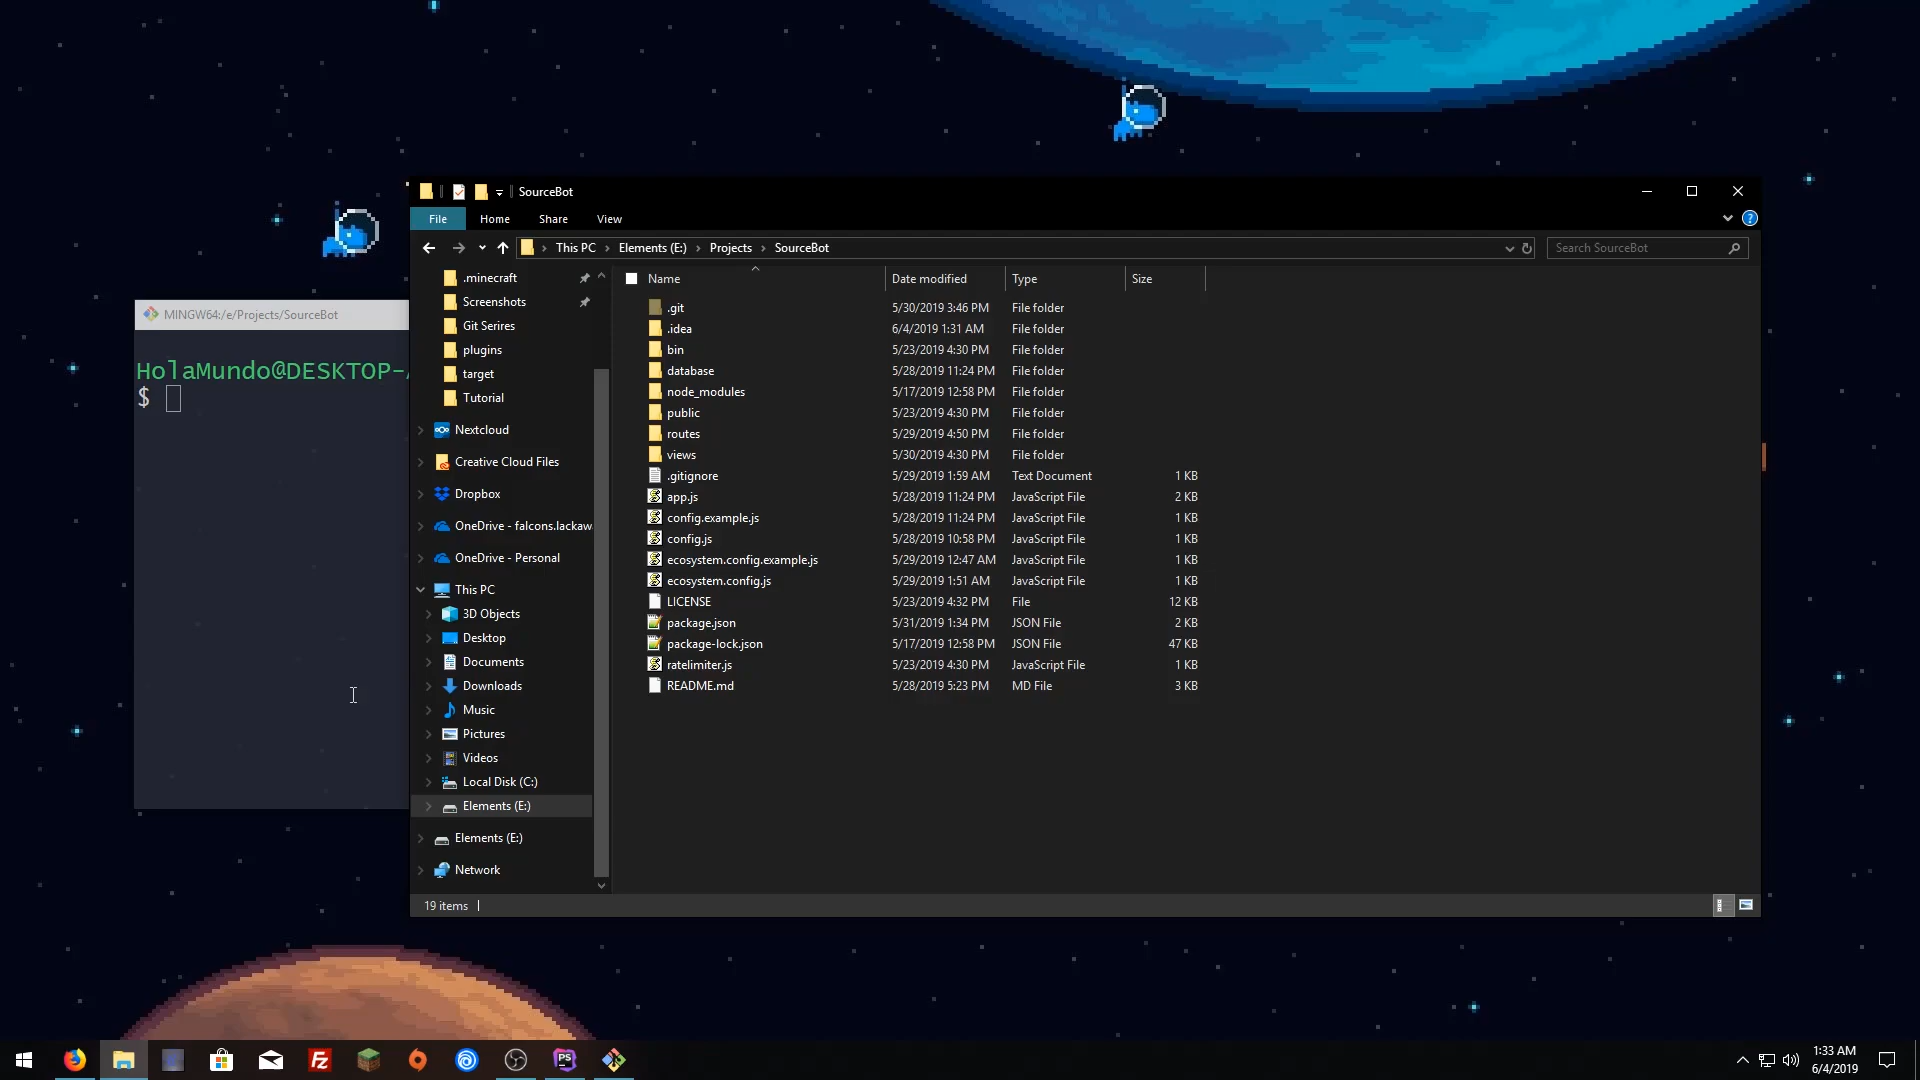 SourceBot
File Home Share View
This PC Elements (E:) Projects SourceBot
Search SourceBot
MINGW64:/e/Projects/SourceBot
HolaMundo@DESKTOP-
$
.minecraft
Screenshots
Git Serires
plugins
target
Tutorial
Nextcloud
Creative Cloud Files
Dropbox
OneDrive - falcons.lackaw
OneDrive - Personal
This PC
3D Objects
Desktop
Documents
Downloads
Music
Pictures
Videos
Local Disk (C:)
Elements (E:)
Elements (E:)
Network
Name Date modified Type Size
.git 5/30/2019 3:46 PM File folder
.idea 6/4/2019 1:31 AM File folder
bin 5/23/2019 4:30 PM File folder
database 5/28/2019 11:24 PM File folder
node_modules 5/17/2019 12:58 PM File folder
public 5/23/2019 4:30 PM File folder
routes 5/29/2019 4:50 PM File folder
views 5/30/2019 4:30 PM File folder
.gitignore 5/29/2019 1:59 AM Text Document 1 KB
app.js 5/28/2019 11:24 PM JavaScript File 2 KB
config.example.js 5/28/2019 11:24 PM JavaScript File 1 KB
config.js 5/28/2019 10:58 PM JavaScript File 1 KB
ecosystem.config.example.js 5/29/2019 12:47 AM JavaScript File 1 KB
ecosystem.config.js 5/29/2019 1:51 AM JavaScript File 1 KB
LICENSE 5/23/2019 4:32 PM File 12 KB
package.json 5/31/2019 1:34 PM JSON File 2 KB
package-lock.json 5/17/2019 12:58 PM JSON File 47 KB
ratelimiter.js 5/23/2019 4:30 PM JavaScript File 1 KB
README.md 5/28/2019 5:23 PM MD File 3 KB
19 items
Fz
PS
1:33 AM
6/4/2019